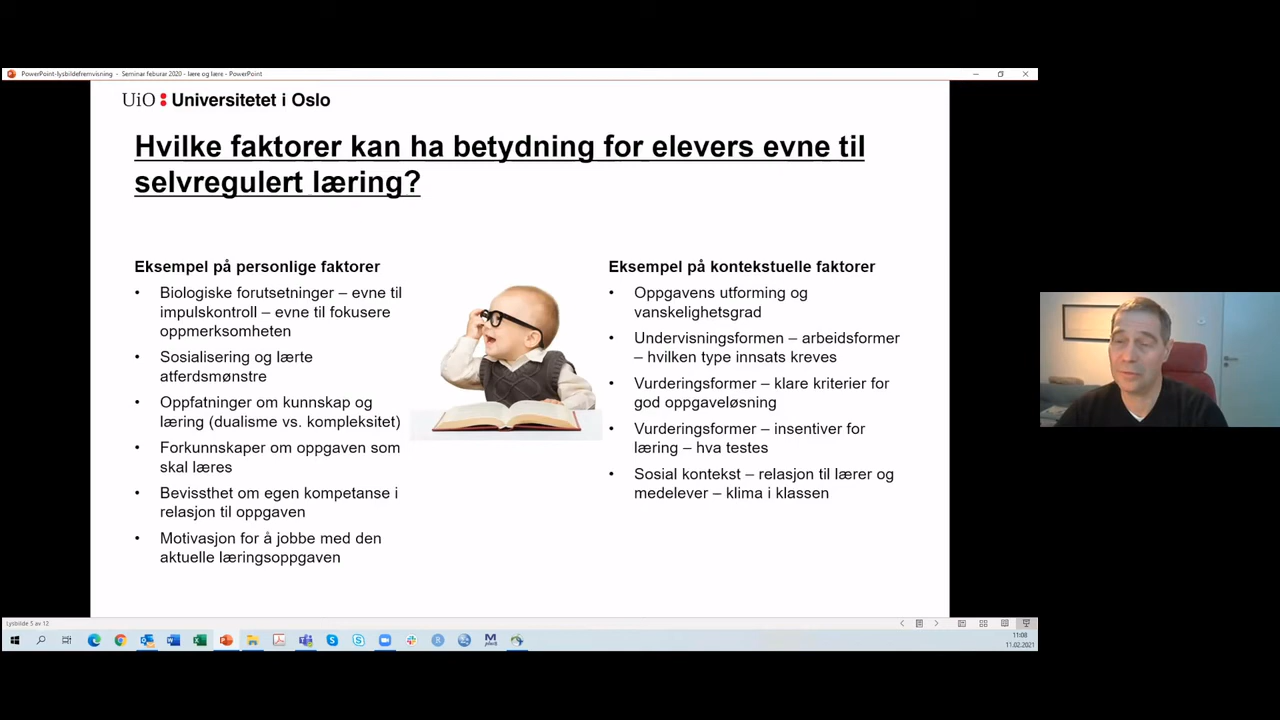 PowerPoint-lysbildefremvisning - Seminar feburar 2020 - lære og lære - PowerPoint
UiO Universitetet i Oslo
Hvilke faktorer kan ha betydning for elevers evne til
selvregulert læring?
Eksempel på personlige faktorer
• Biologiske forutsetninger – evne til
impulskontroll – evne til fokusere
oppmerksomheten
• Sosialisering og lærte
atferdsmønstre
• Oppfatninger om kunnskap og
læring (dualisme vs. kompleksitet)
• Forkunnskaper om oppgaven som
skal læres
• Bevissthet om egen kompetanse i
relasjon til oppgaven
• Motivasjon for å jobbe med den
aktuelle læringsoppgaven
Eksempel på kontekstuelle faktorer
• Oppgavens utforming og
vanskelighetsgrad
• Undervisningsformen – arbeidsformer
– hvilken type innsats kreves
• Vurderingsformer – klare kriterier for
god oppgaveløsning
• Vurderingsformer – insentiver for
læring – hva testes
• Sosial kontekst – relasjon til lærer og
medelever – klima i klassen
Lysbilde 5 av 12
11:08
11.02.2021